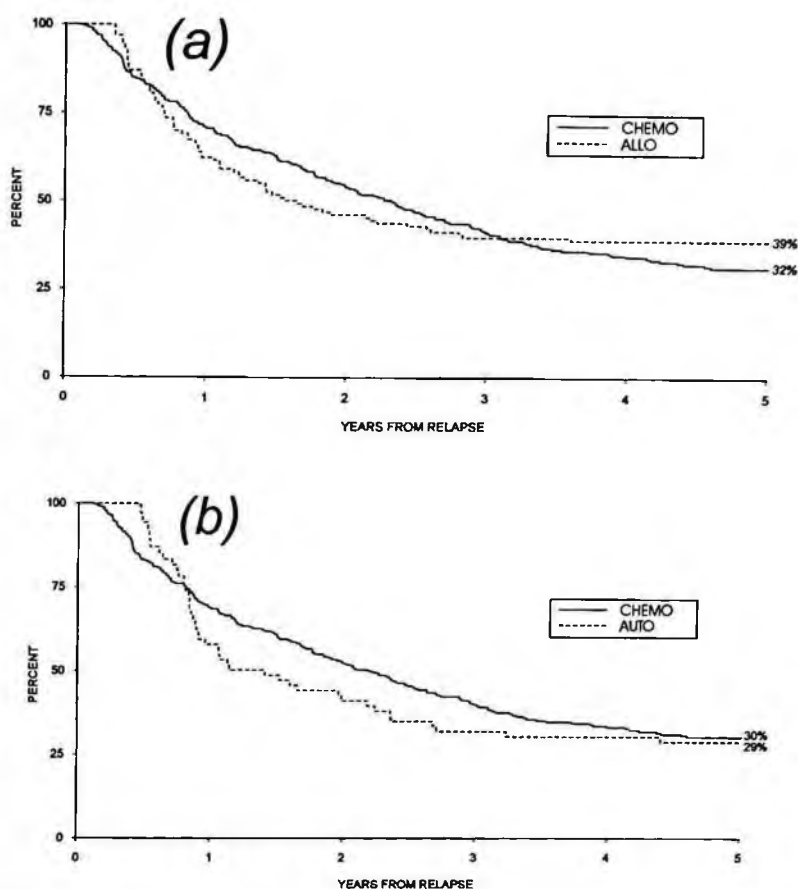 (a)
100
75
50
25
0
PERCENT
CHEMO
ALLO
39%
32%
0 1 2 3 4 5
YEARS FROM RELAPSE
(b)
100
75
50
25
0
PERCENT
CHEMO
AUTO
30%
29%
0 1 2 3 4 5
YEARS FROM RELAPSE